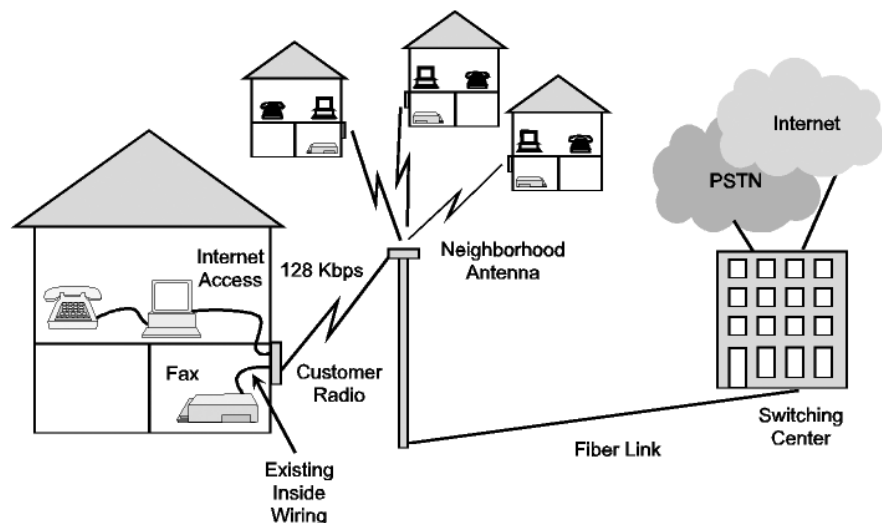 Internet
PSTN
Internet
Access
128 Kbps
Neighborhood
Antenna
Fax
Customer
Radio
Switching
Center
Fiber Link
Existing
Inside
Wiring